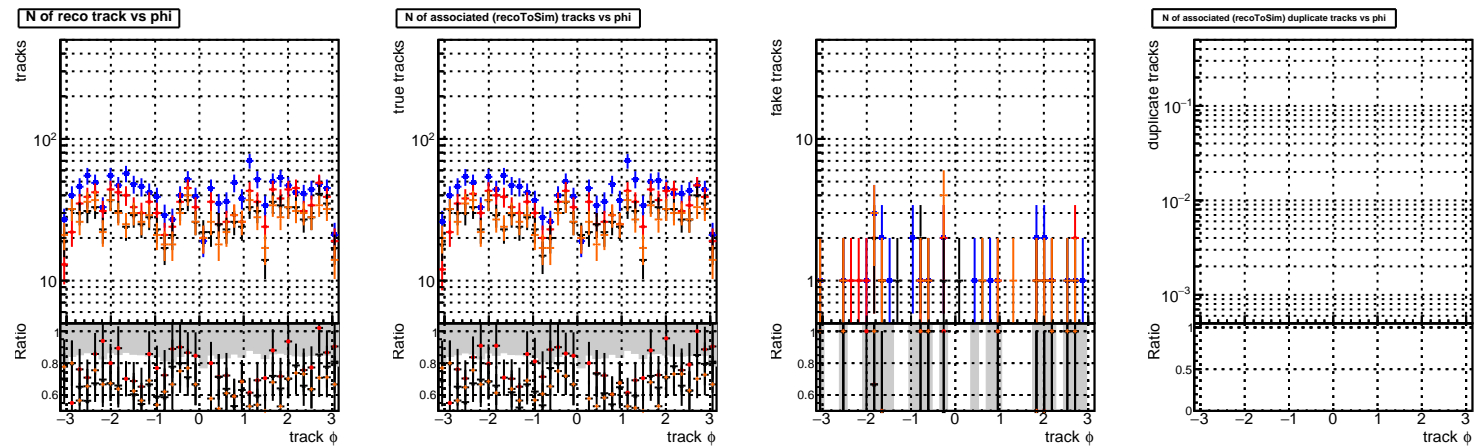 N of reco track vs phi
tracks
10²
10
Ratio
1
0.8
0.6
−3 −2 −1 0 1 2 3
track ϕ
N of associated (recoToSim) tracks vs phi
true tracks
10²
10
Ratio
1
0.8
0.6
−3 −2 −1 0 1 2 3
track ϕ
fake tracks
10
1
Ratio
1
0.8
0.6
−3 −2 −1 0 1 2 3
track ϕ
N of associated (recoToSim) duplicate tracks vs phi
duplicate tracks
10⁻¹
10⁻²
10⁻³
Ratio
1
0.5
0
−3 −2 −1 0 1 2 3
track ϕ